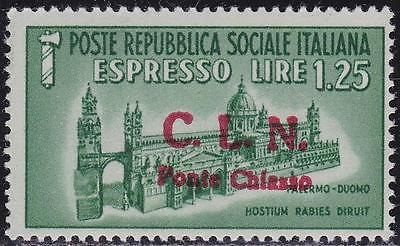 POSTE REPUBBLICA SOCIALE ITALIANA
ESPRESSO LIRE 1.25
C. L. N.
Ponte Chiasso
PALERMO-DUOMO
HOSTIUM RABIES DIRUIT